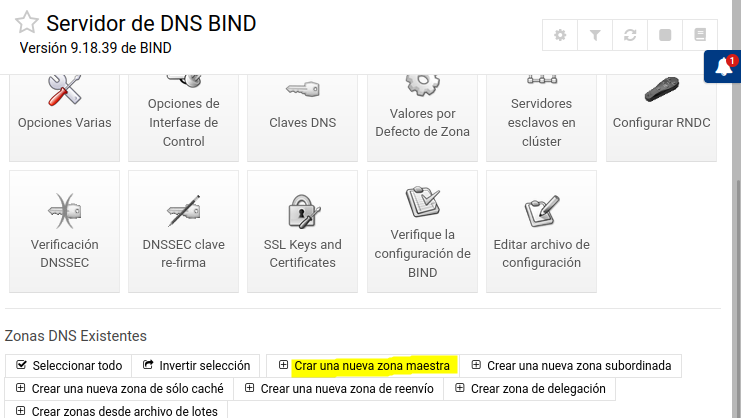 Servidor de DNS BIND
Versión 9.18.39 de BIND
1
Opciones Varias
Opciones de
Interfase de
Control
Claves DNS
Valores por
Defecto de Zona
Servidores
esclavos en
clúster
Configurar RNDC
Verificación
DNSSEC
DNSSEC clave
re-firma
SSL Keys and
Certificates
Verifique la
configuración de
BIND
Editar archivo de
configuración
Zonas DNS Existentes
Seleccionar todo
Invertir selección
Crar una nueva zona maestra
Crear una nueva zona subordinada
Crear una nueva zona de sólo caché
Crear una nueva zona de reenvío
Crear zona de delegación
Crear zonas desde archivo de lotes